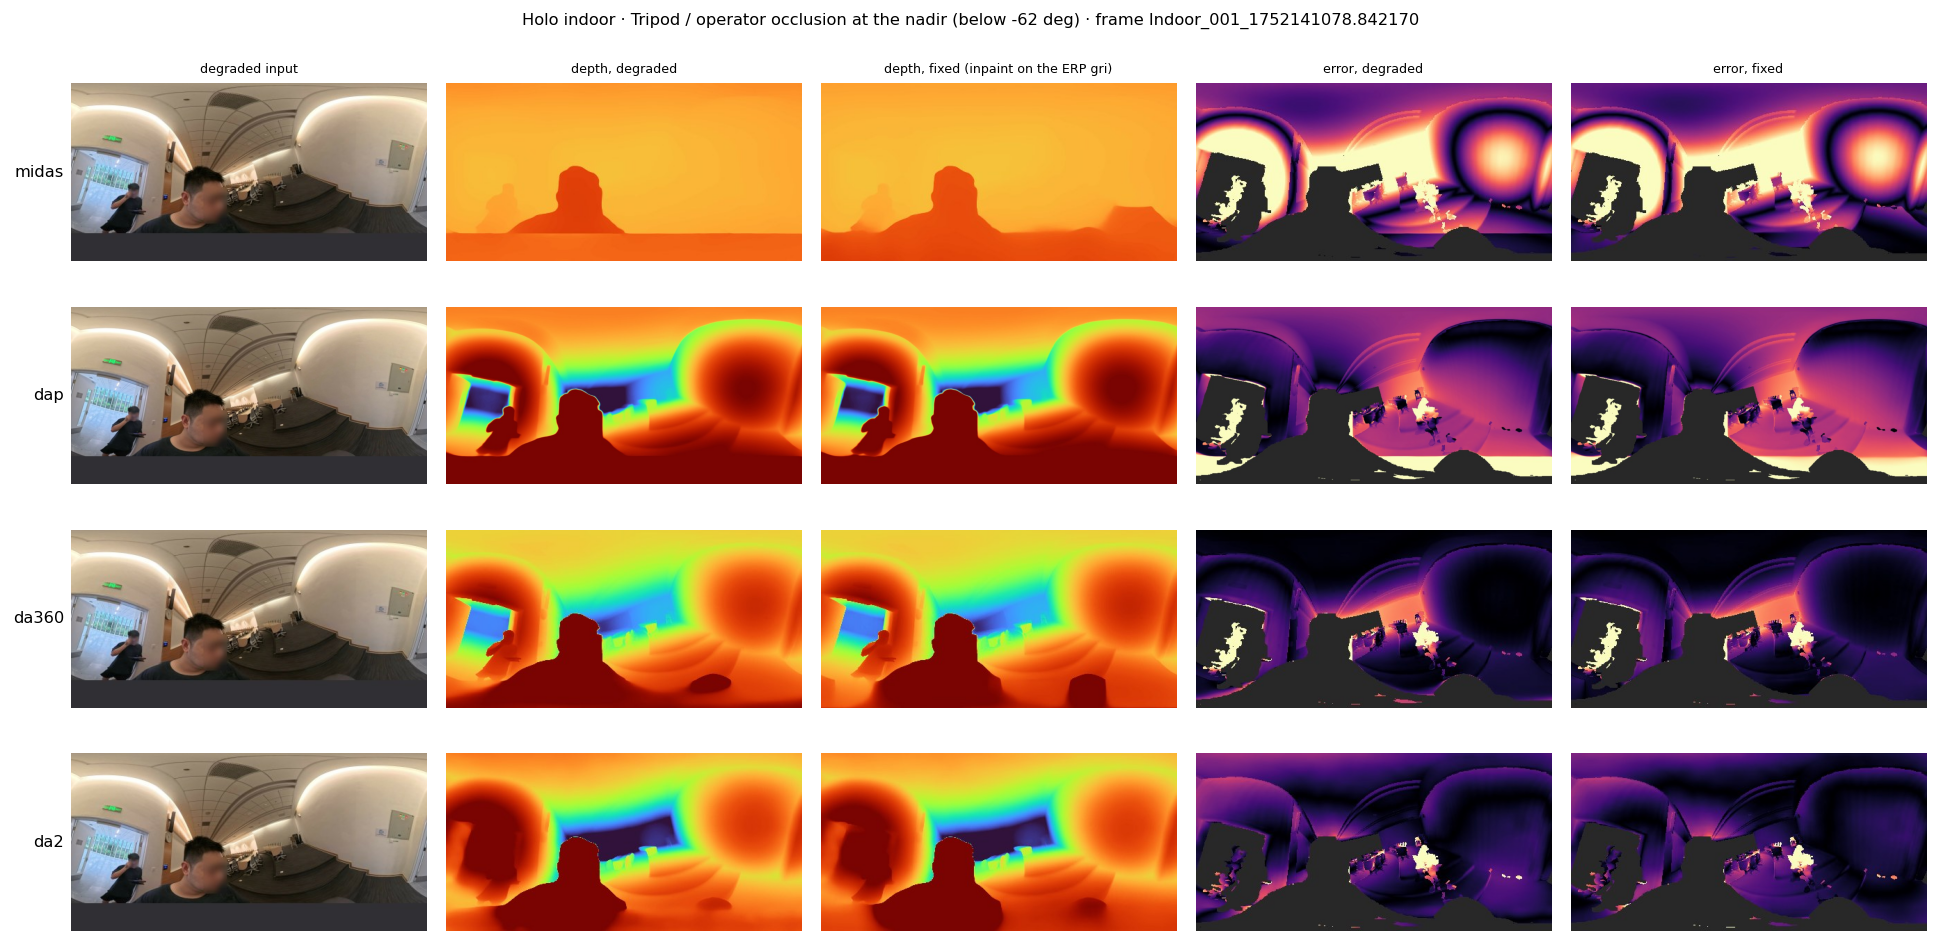 Holo indoor · Tripod / operator occlusion at the nadir (below -62 deg) · frame Indoor_001_1752141078.842170
degraded input
depth, degraded
depth, fixed (inpaint on the ERP gri)
error, degraded
error, fixed
midas
dap
da360
da2